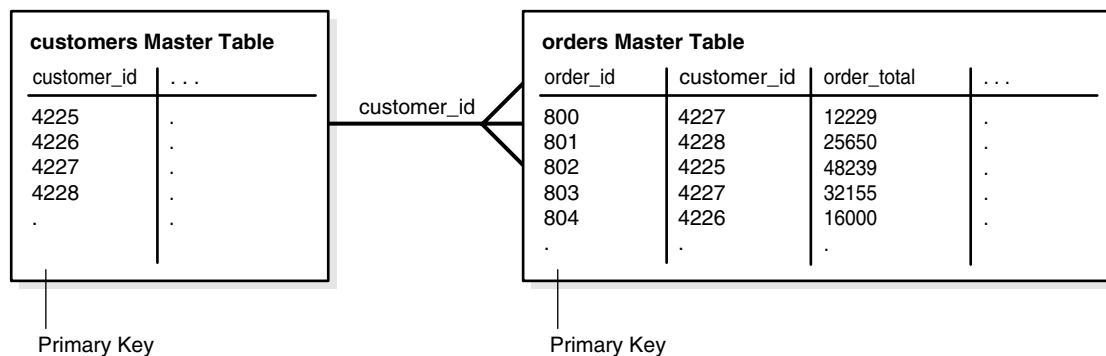 customers Master Table
customer_id . . .
4225 .
4226 .
4227 .
4228 .
. .
Primary Key
customer_id
orders Master Table
order_id customer_id order_total . . .
800 4227 12229 .
801 4228 25650 .
802 4225 48239 .
803 4227 32155 .
804 4226 16000 .
. . . .
Primary Key